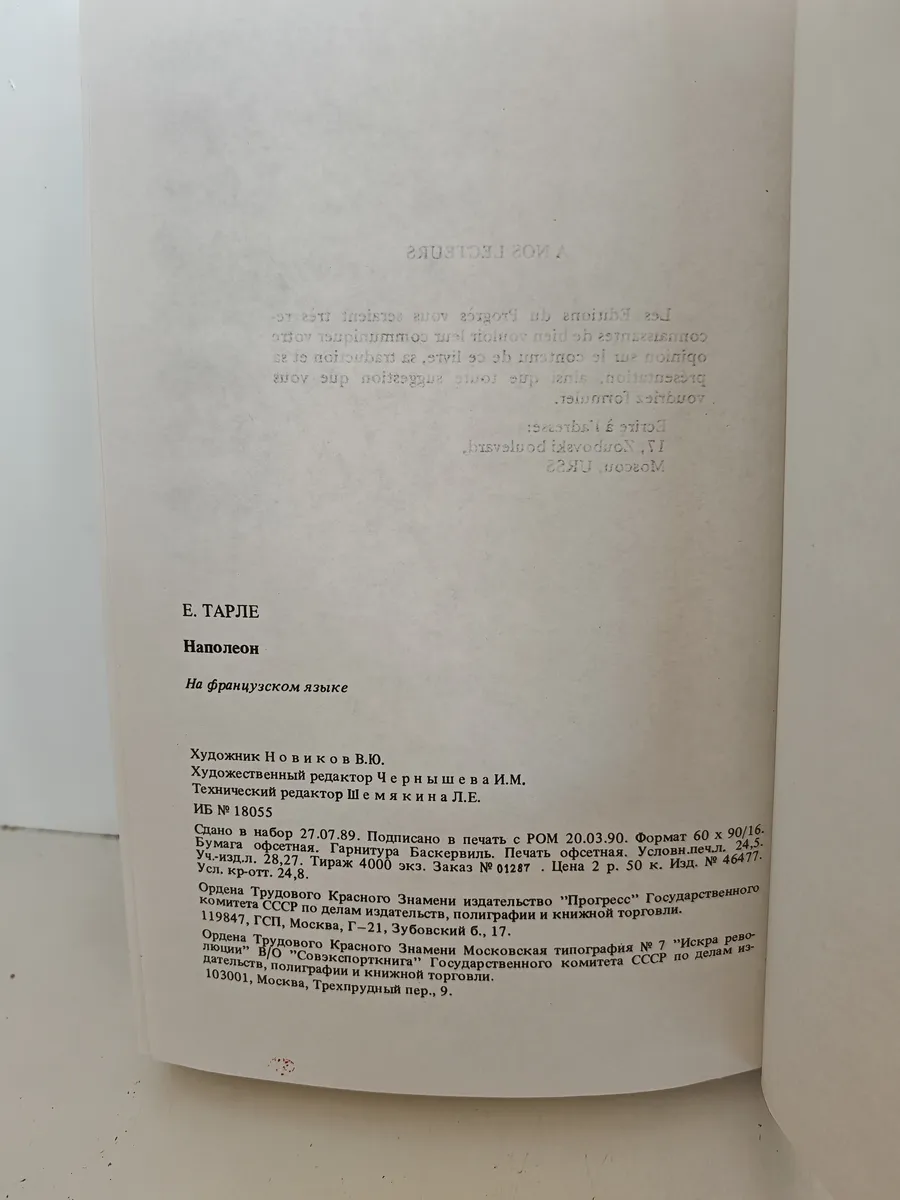 A NOS LECTEURS
Les Editions du Progrès vous seraient très re-
connaissantes de bien vouloir leur communiquer votre
opinion sur le contenu de ce livre, sa traduction et sa
présentation, ainsi que toute suggestion que vous
voudriez formuler.
Ecrire à l'adresse:
17, Zoubovski boulevard,
Moscou, URSS
Е. ТАРЛЕ
Наполеон
На французском языке
Художник Новиков В.Ю.
Художественный редактор Чернышева И.М.
Технический редактор Шемякина Л.Е.
ИБ № 18055
Сдано в набор 27.07.89. Подписано в печать с РОМ 20.03.90. Формат 60 х 90/16.
Бумага офсетная. Гарнитура Баскервиль. Печать офсетная. Условн.печ.л. 24,5.
Уч.-изд.л. 28,27. Тираж 4000 экз. Заказ № 01287 . Цена 2 р. 50 к. Изд. № 46477.
Усл. кр-отт. 24,8.
Ордена Трудового Красного Знамени издательство "Прогресс" Государственного
комитета СССР по делам издательств, полиграфии и книжной торговли.
119847, ГСП, Москва, Г–21, Зубовский б., 17.
Ордена Трудового Красного Знамени Московская типография № 7 "Искра рево-
люции" В/О "Совэкспорткнига" Государственного комитета СССР по делам из-
дательств, полиграфии и книжной торговли.
103001, Москва, Трехпрудный пер., 9.